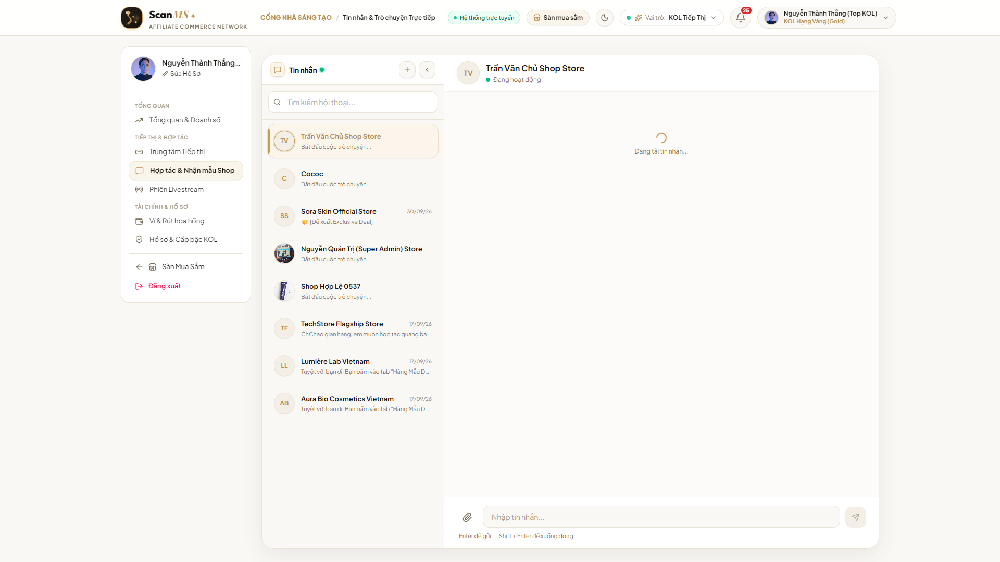 ScanMS
AFFILIATE COMMERCE NETWORK
CỔNG NHÀ SÁNG TẠO / Tin nhắn & Trò chuyện Trực tiếp
Hệ thống trực tuyến
Sàn mua sắm
Vai trò: KOL Tiếp Thị
25
Nguyễn Thành Thắng (Top KOL)
KOL Hạng Vàng (Gold)
Nguyễn Thành Thắng...
Sửa Hồ Sơ
TỔNG QUAN
Tổng quan & Doanh số
TIẾP THỊ & HỢP TÁC
Trung tâm Tiếp thị
Hợp tác & Nhận mẫu Shop
Phiên Livestream
TÀI CHÍNH & HỒ SƠ
Ví & Rút hoa hồng
Hồ sơ & Cấp bậc KOL
Sàn Mua Sắm
Đăng xuất
Tin nhắn
Tìm kiếm hội thoại...
TV
Trần Văn Chủ Shop Store
Bắt đầu cuộc trò chuyện...
C
Cococ
Bắt đầu cuộc trò chuyện...
SS
Sora Skin Official Store
30/09/26
[Đề xuất Exclusive Deal]
OPEN
Nguyễn Quản Trị (Super Admin) Store
Bắt đầu cuộc trò chuyện...
Shop Hợp Lệ 0537
Bắt đầu cuộc trò chuyện...
TF
TechStore Flagship Store
17/09/26
ChChao gian hang, em muon hop tac quang ba ...
LL
Lumière Lab Vietnam
17/09/26
Tuyệt vời bạn ơi! Bạn bấm vào tab "Hàng Mẫu D...
AB
Aura Bio Cosmetics Vietnam
17/09/26
Tuyệt vời bạn ơi! Bạn bấm vào tab "Hàng Mẫu D...
TV
Trần Văn Chủ Shop Store
Đang hoạt động
Đang tải tin nhắn...
Nhập tin nhắn...
Enter để gửi · Shift + Enter để xuống dòng